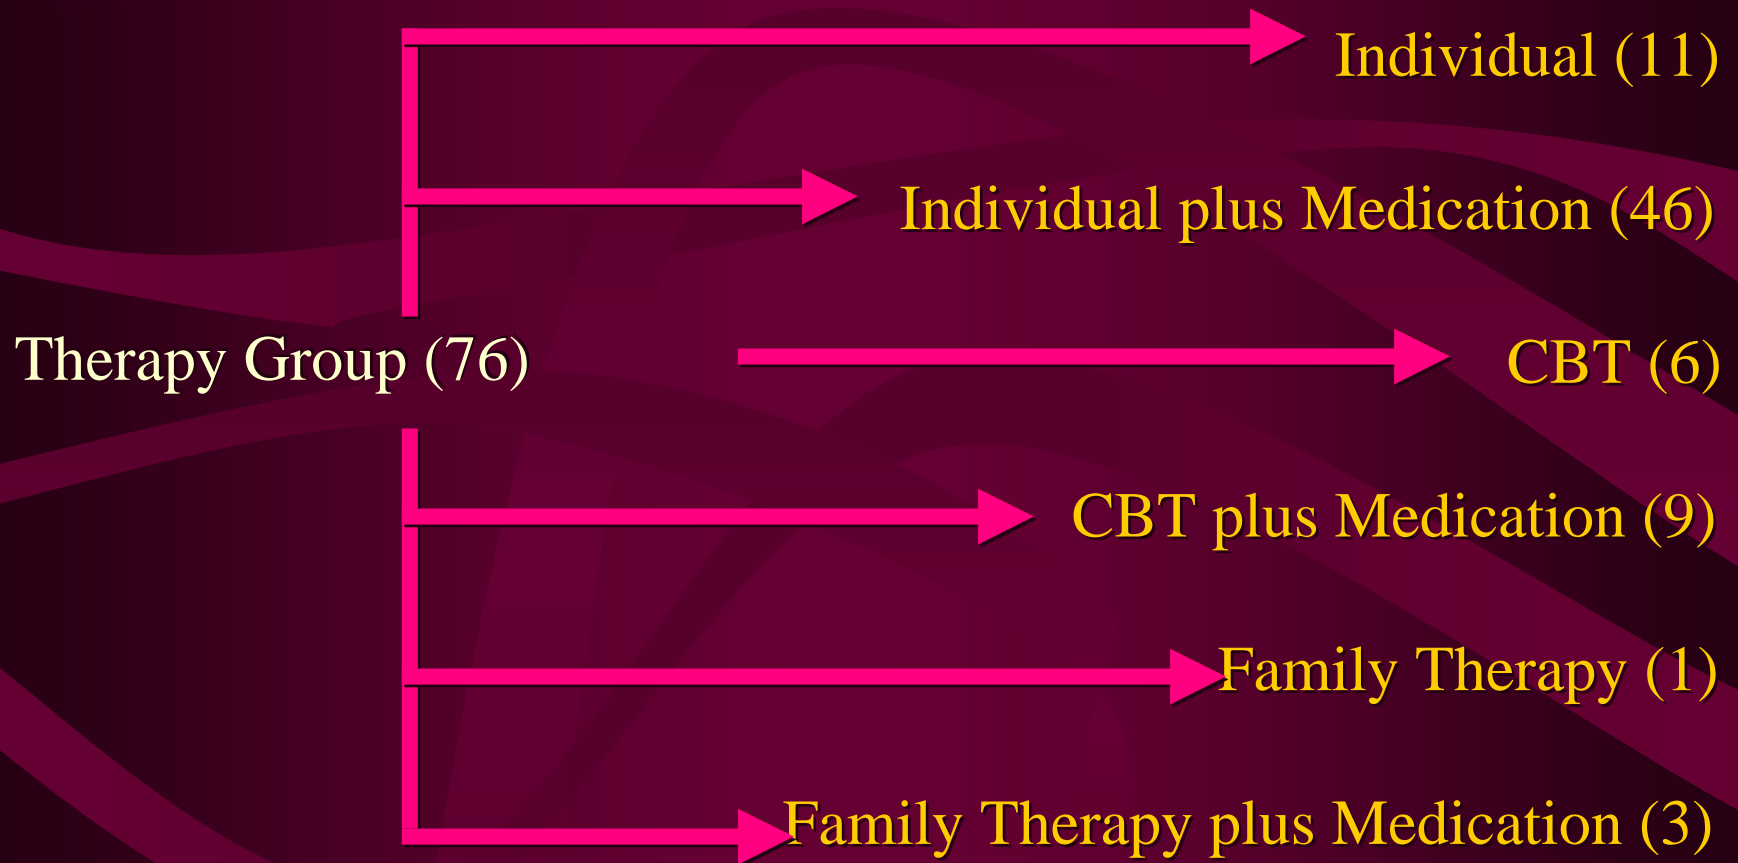 Individual (11)
Individual plus Medication (46)
Therapy Group (76)
CBT (6)
CBT plus Medication (9)
Family Therapy (1)
Family Therapy plus Medication (3)